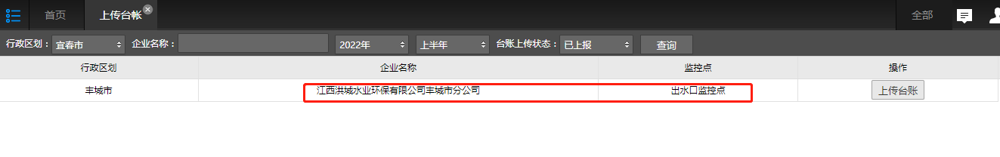 首页 上传台帐 全部
行政区划： 宜春市 企业名称： 2022年 上半年 台账上传状态： 已上报 查询
行政区划 企业名称 监控点 操作
丰城市 江西洪城水业环保有限公司丰城市分公司 出水口监控点 上传台账